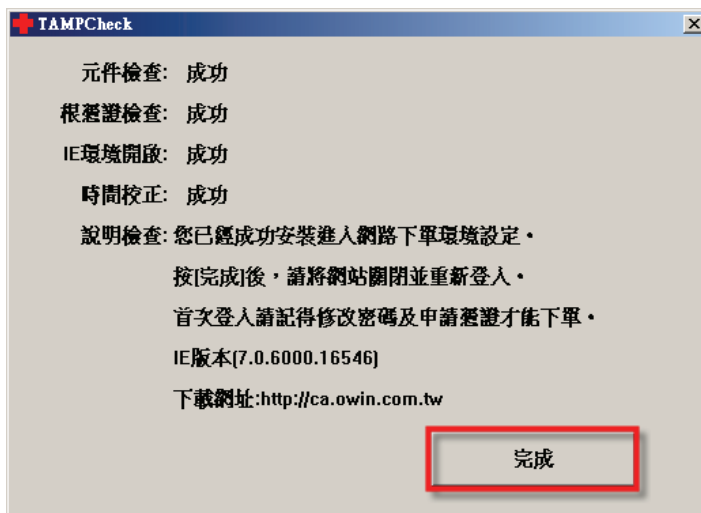 TAMPCheck
元件檢查: 成功
根憑證檢查: 成功
IE環境開啟: 成功
時間校正: 成功
說明檢查: 您已經成功安裝進入網路下單環境設定。
按[完成]後,請將網站關閉並重新登入。
首次登入請記得修改密碼及申請憑證才能下單。
IE版本(7.0.6000.16546)
下載網址:http://ca.owin.com.tw
完成